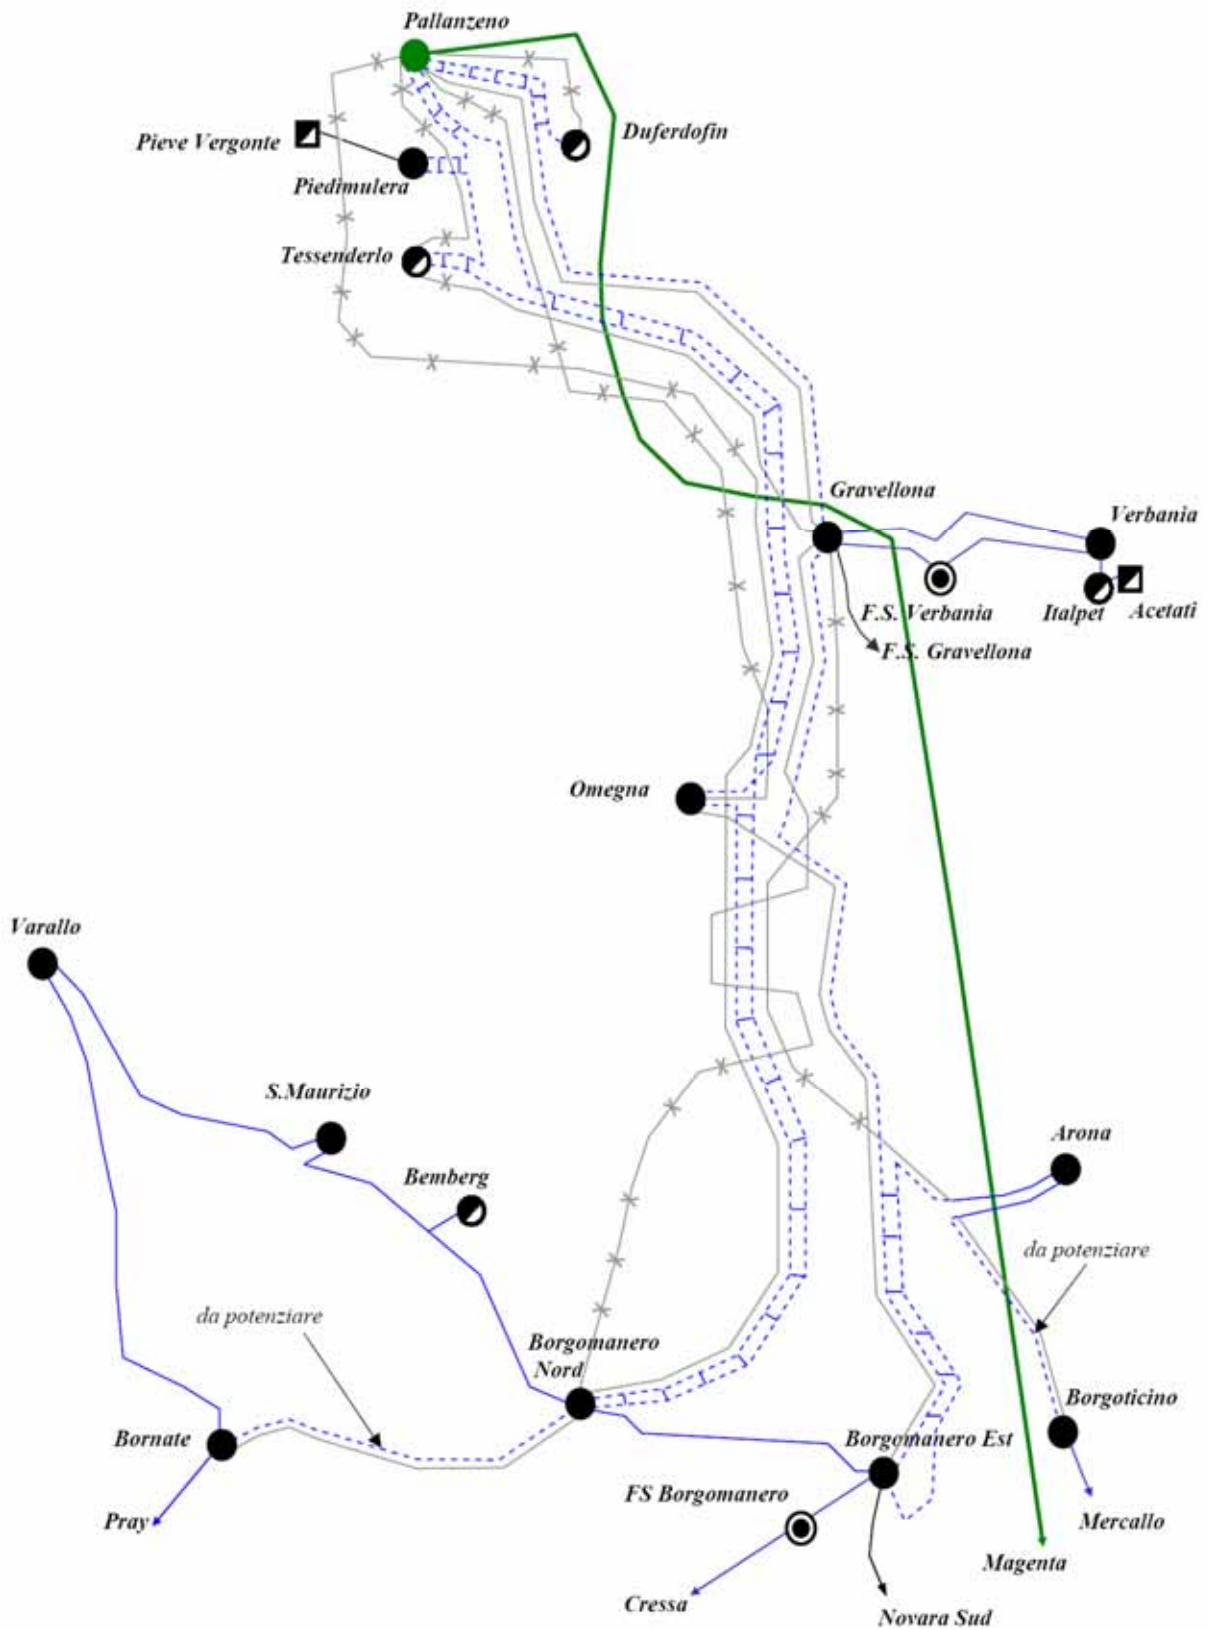 Pallanzeno
Pieve Vergonte
Duferdofin
Piedimulera
Tessenderlo
Gravellona
Verbania
F.S. Verbania
Italpet
Acetati
F.S. Gravellona
Omegna
Varallo
S.Maurizio
Arona
Bemberg
da potenziare
da potenziare
Borgomanero
Nord
Borgoticino
Bornate
Borgomanero Est
FS Borgomanero
Pray
Mercallo
Magenta
Cressa
Novara Sud